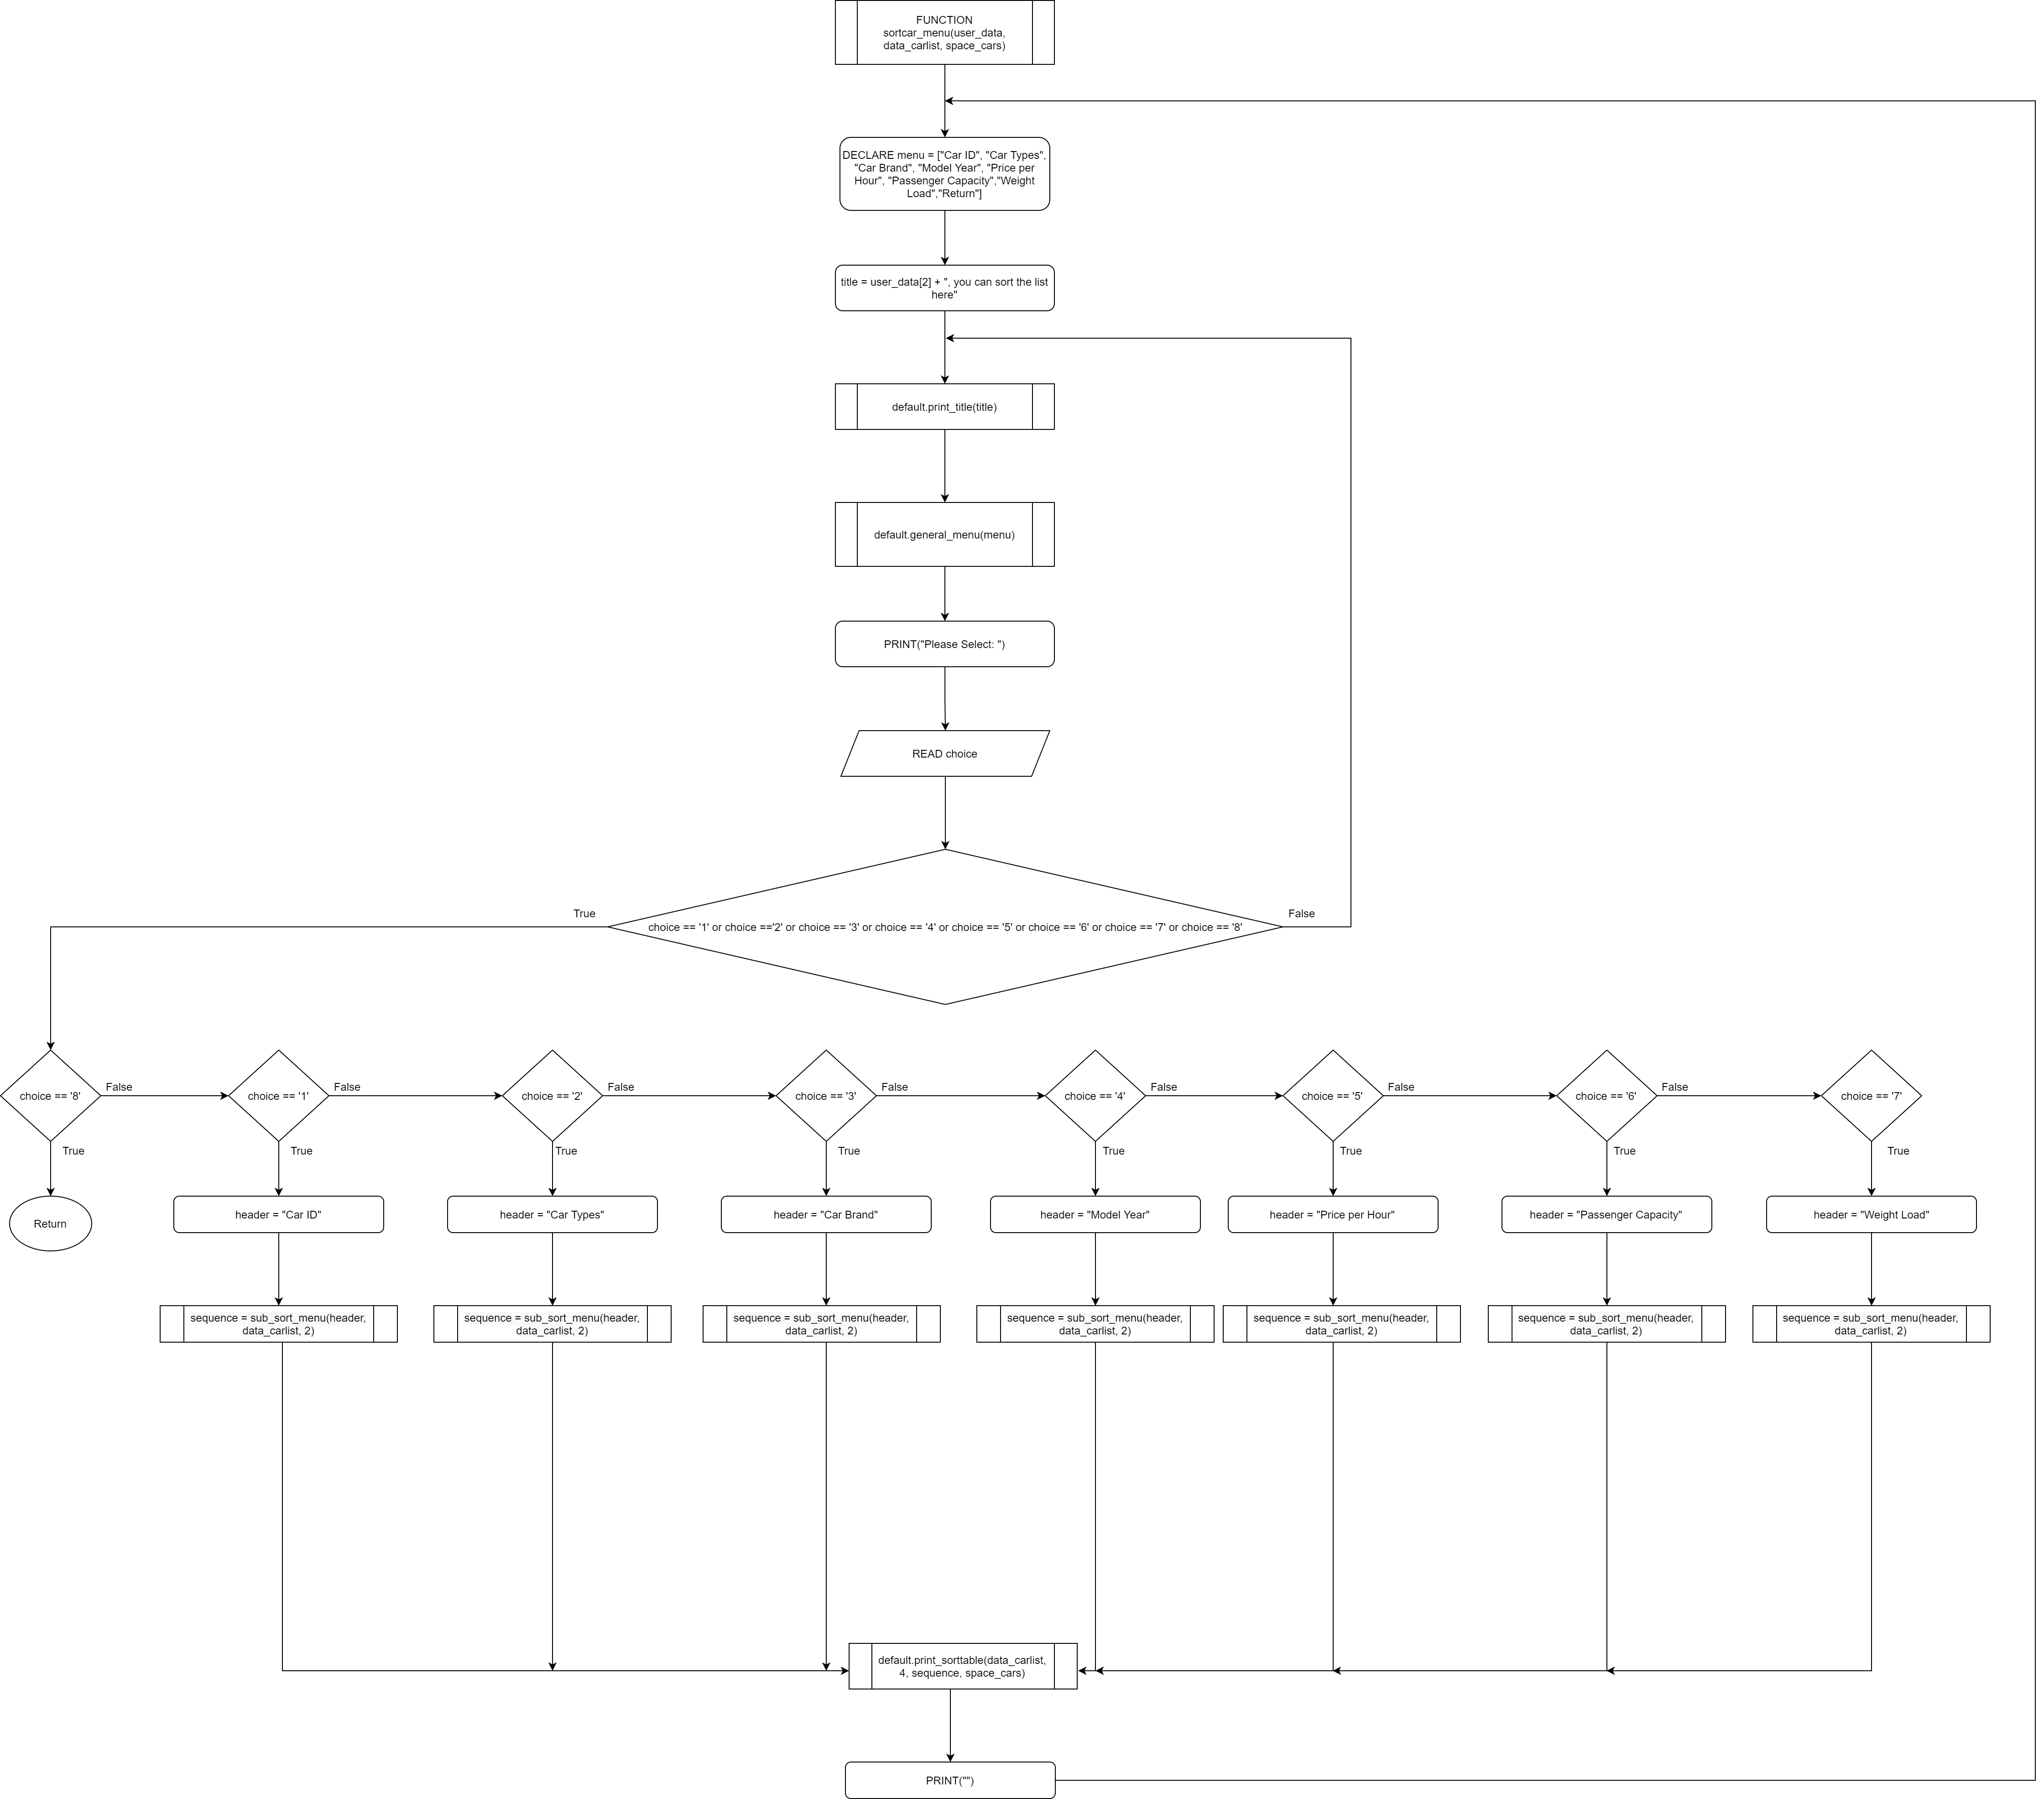 FUNCTION
sortcar_menu(user_data,
data_carlist, space_cars)
DECLARE menu = ["Car ID", "Car Types",
"Car Brand", "Model Year", "Price per
Hour", "Passenger Capacity","Weight
Load","Return"]
title = user_data[2] + ", you can sort the list
here"
default.print_title(title)
default.general_menu(menu)
PRINT("Please Select: ")
READ choice
True
choice == '1' or choice =='2' or choice == '3' or choice == '4' or choice == '5' or choice == '6' or choice == '7' or choice == '8'
False
choice == '8'
False
choice == '1'
False
choice == '2'
False
choice == '3'
False
choice == '4'
False
choice == '5'
False
choice == '6'
False
choice == '7'
True
True
True
True
True
True
True
True
Return
header = "Car ID"
header = "Car Types"
header = "Car Brand"
header = "Model Year"
header = "Price per Hour"
header = "Passenger Capacity"
header = "Weight Load"
sequence = sub_sort_menu(header,
data_carlist, 2)
sequence = sub_sort_menu(header,
data_carlist, 2)
sequence = sub_sort_menu(header,
data_carlist, 2)
sequence = sub_sort_menu(header,
data_carlist, 2)
sequence = sub_sort_menu(header,
data_carlist, 2)
sequence = sub_sort_menu(header,
data_carlist, 2)
sequence = sub_sort_menu(header,
data_carlist, 2)
default.print_sorttable(data_carlist,
4, sequence, space_cars)
PRINT("")